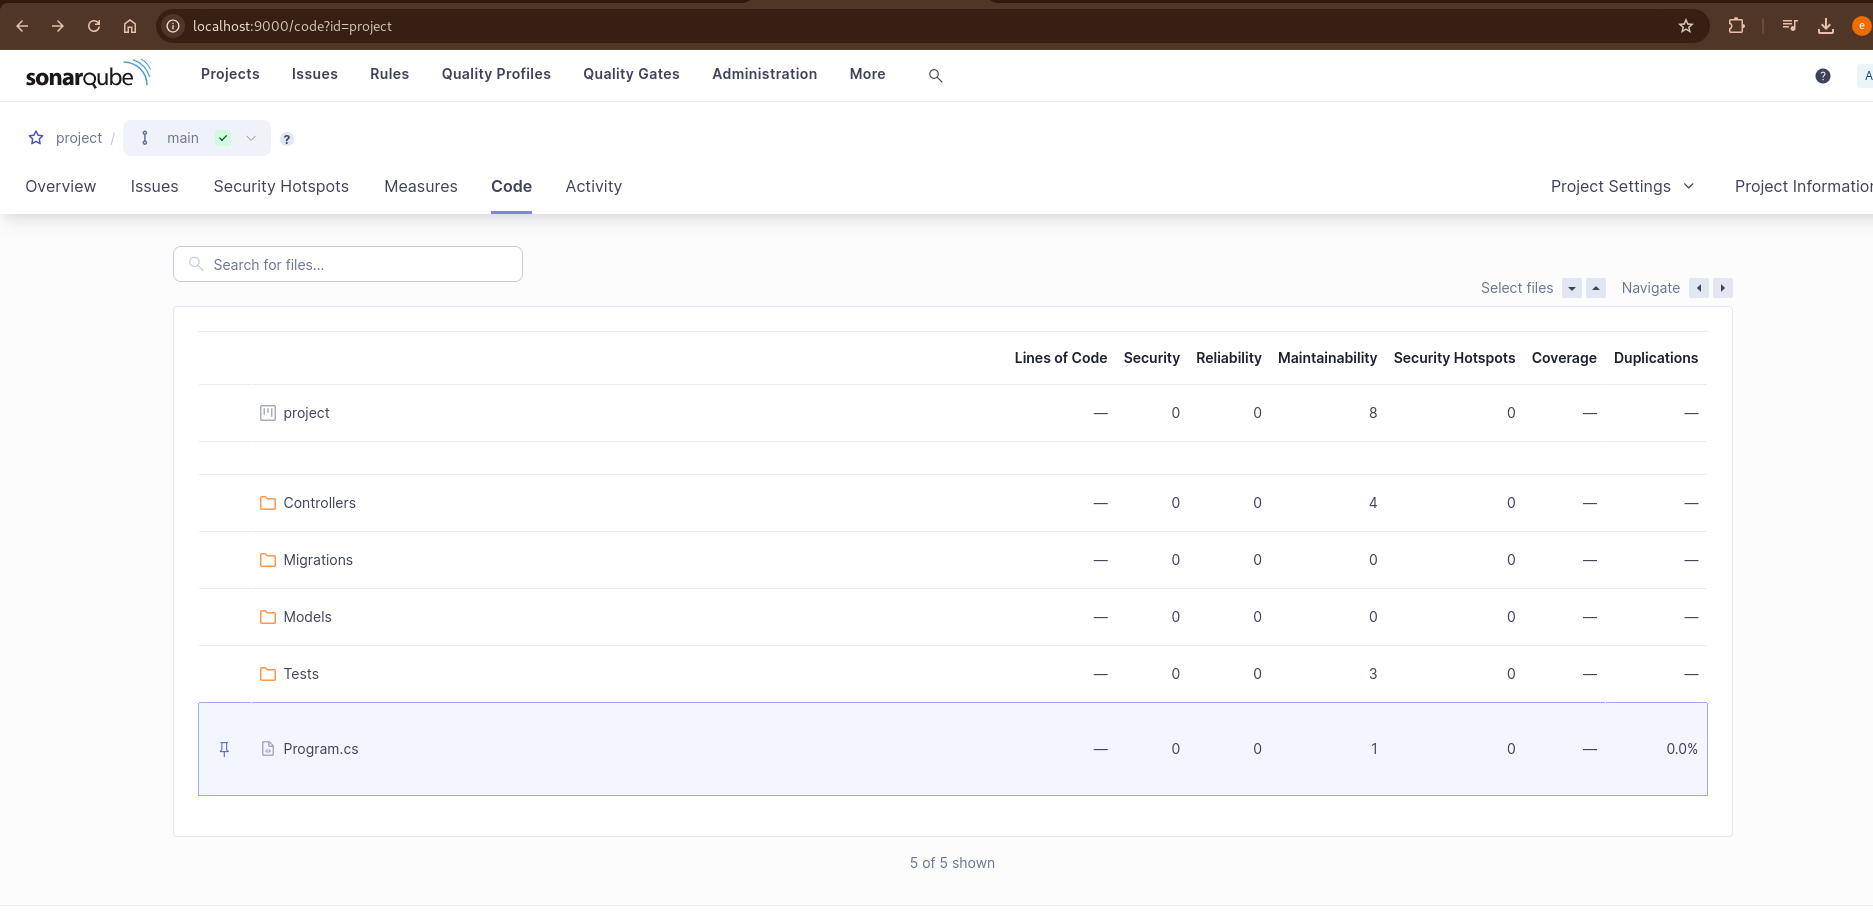 localhost:9000/code?id=project
e
sonarqube Projects Issues Rules Quality Profiles Quality Gates Administration More ? A
project / main ?
Overview Issues Security Hotspots Measures Code Activity Project Settings Project Information
Search for files...
Select files Navigate
Lines of Code Security Reliability Maintainability Security Hotspots Coverage Duplications
project — 0 0 8 0 — —
Controllers — 0 0 4 0 — —
Migrations — 0 0 0 0 — —
Models — 0 0 0 0 — —
Tests — 0 0 3 0 — —
Program.cs — 0 0 1 0 — 0.0%
5 of 5 shown